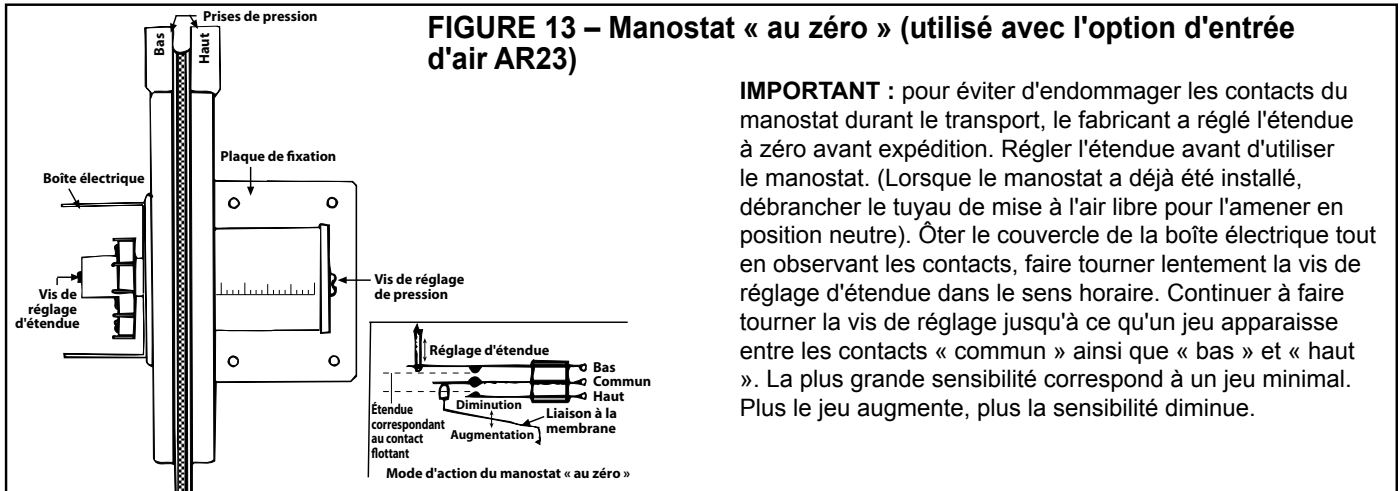 FIGURE 13 – Manostat « au zéro » (utilisé avec l'option d'entrée
d'air AR23)
Prises de pression
Bas
Haut
Plaque de fixation
Boîte électrique
Vis de
réglage
d'étendue
Vis de réglage
de pression
Réglage d'étendue
Bas
Commun
Haut
Étendue
correspondant
au contact
flottant
Diminution
Augmentation
Liaison à la
membrane
Mode d'action du manostat « au zéro »
IMPORTANT : pour éviter d'endommager les contacts du
manostat durant le transport, le fabricant a réglé l'étendue
à zéro avant expédition. Régler l'étendue avant d'utiliser
le manostat. (Lorsque le manostat a déjà été installé,
débrancher le tuyau de mise à l'air libre pour l'amener en
position neutre). Ôter le couvercle de la boîte électrique tout
en observant les contacts, faire tourner lentement la vis de
réglage d'étendue dans le sens horaire. Continuer à faire
tourner la vis de réglage jusqu'à ce qu'un jeu apparaisse
entre les contacts « commun » ainsi que « bas » et « haut
». La plus grande sensibilité correspond à un jeu minimal.
Plus le jeu augmente, plus la sensibilité diminue.